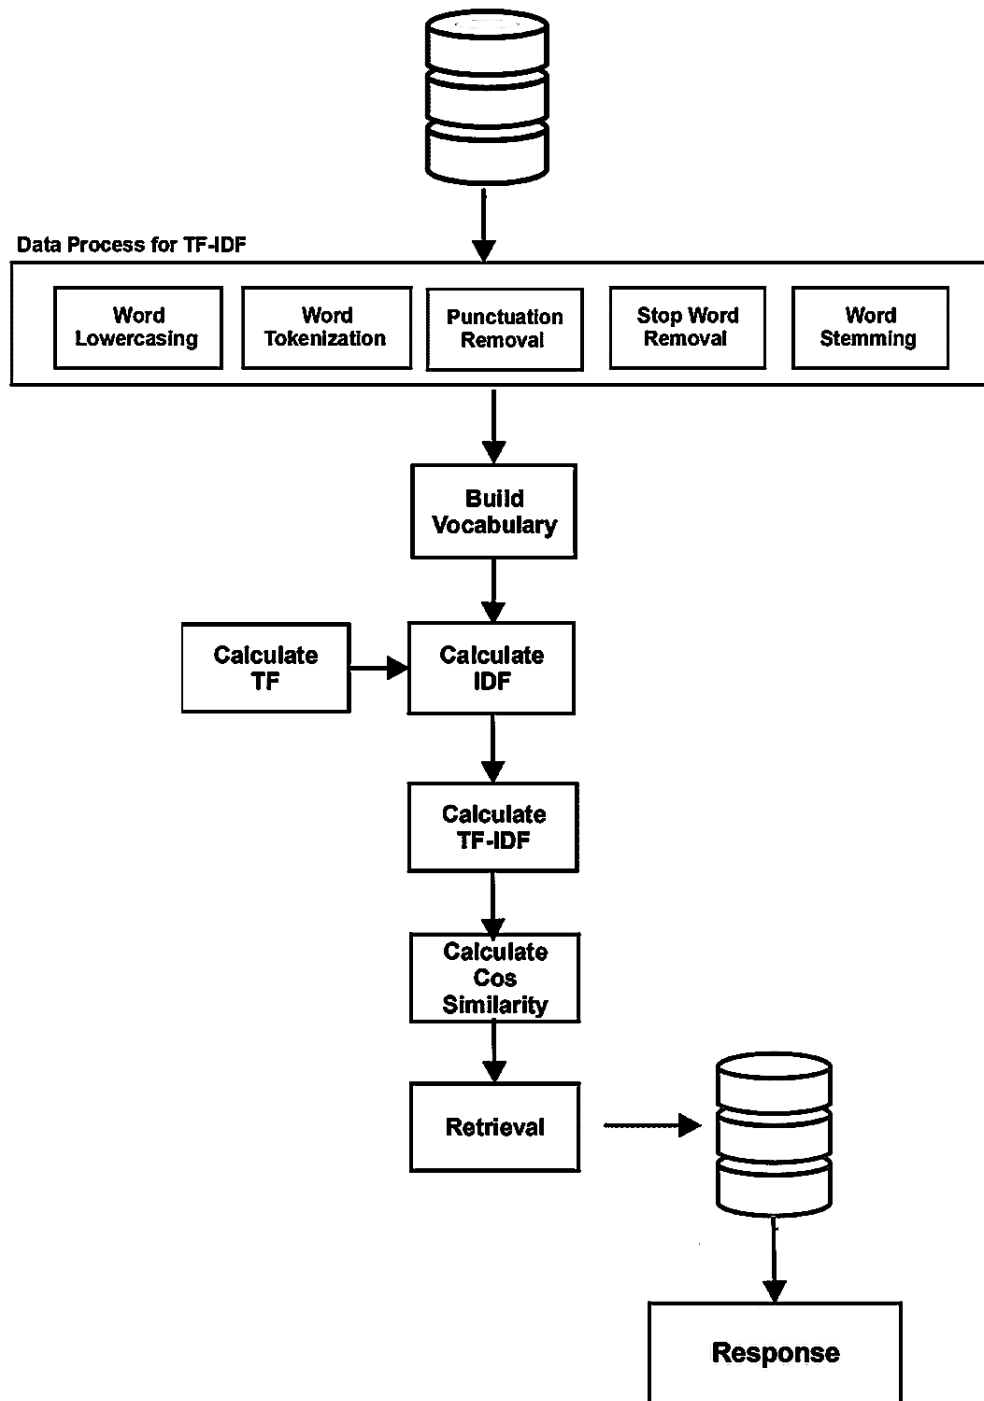 Data Process for TF-IDF
Word
Lowercasing
Word
Tokenization
Punctuation
Removal
Stop Word
Removal
Word
Stemming
Build
Vocabulary
Calculate
TF
Calculate
IDF
Calculate
TF-IDF
Calculate
Cos
Similarity
Retrieval
Response